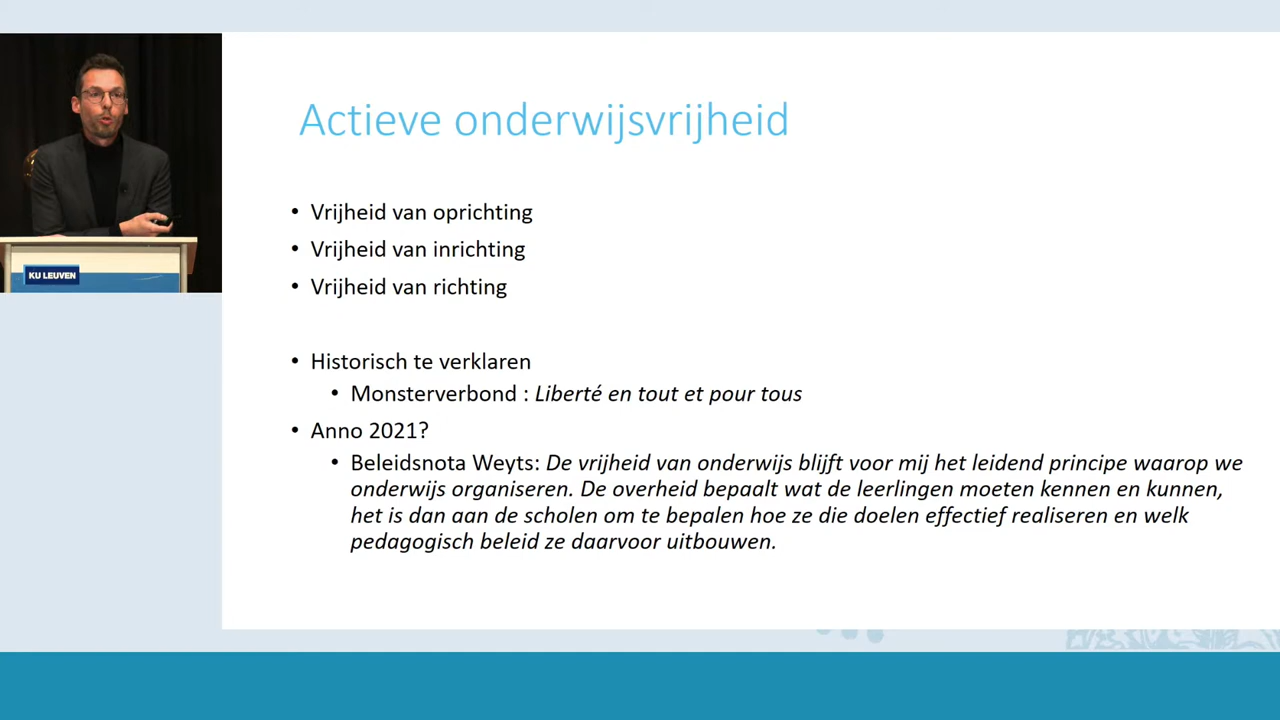 Actieve onderwijsvrijheid
• Vrijheid van oprichting
• Vrijheid van inrichting
• Vrijheid van richting
• Historisch te verklaren
• Monsterverbond : Liberté en tout et pour tous
• Anno 2021?
• Beleidsnota Weyts: De vrijheid van onderwijs blijft voor mij het leidend principe waarop we
onderwijs organiseren. De overheid bepaalt wat de leerlingen moeten kennen en kunnen,
het is dan aan de scholen om te bepalen hoe ze die doelen effectief realiseren en welk
pedagogisch beleid ze daarvoor uitbouwen.
KU LEUVEN